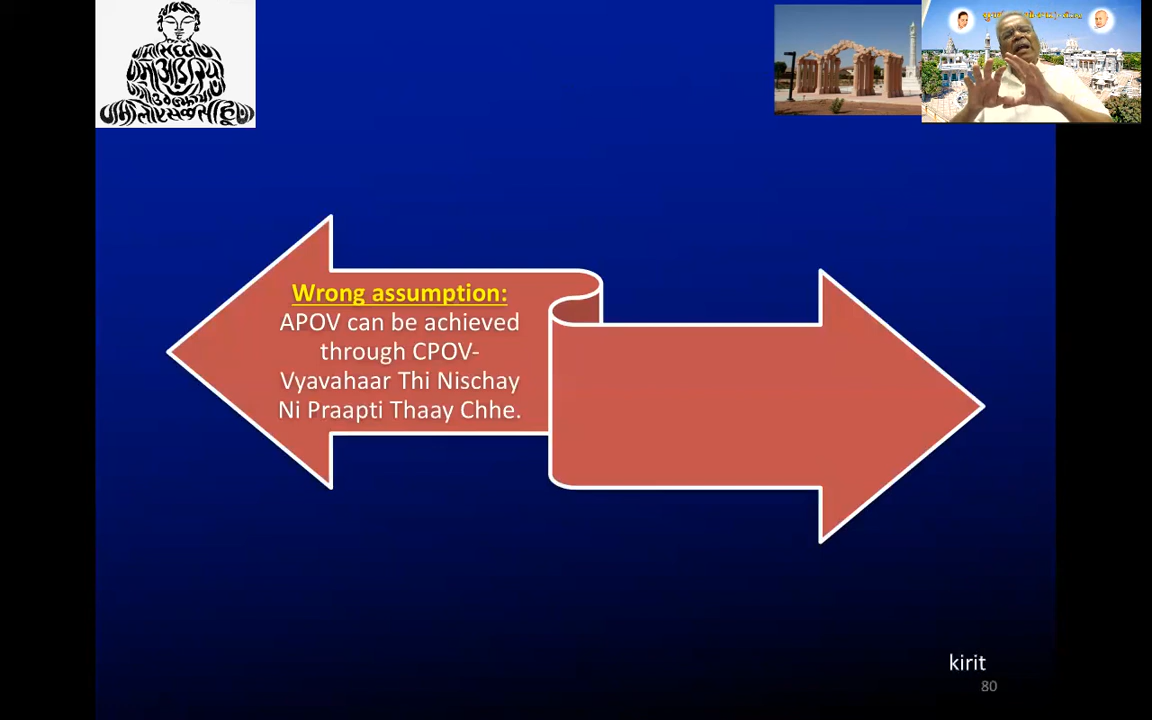 Wrong assumption:
APOV can be achieved
through CPOV-
Vyavahaar Thi Nischay
Ni Praapti Thaay Chhe.
kirit
80